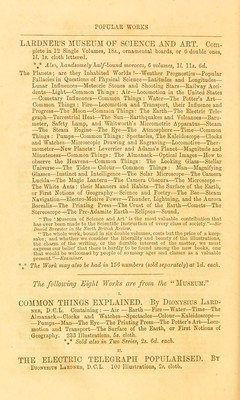 POPULAR WORKS
LARDNER'S MUSEUM OF SCIENCE AND ART. Com-
plete in 12 Single Volumes, 18s., ornamental boards, or 6 double ones,
1l. 1s. cloth lettered.
⁂ Also, handsomely half-bound morocco, 6 volumes, 1l. 11s. 6d.
The Planets; are they Inhabited Worlds?—Weather Prognostics—Popular
Fallacies in Questions of Physical Science—Latitudes and Longitudes—
Lunar Influences—Meteoric Stones and Shooting Stars—Railway Acci-
dents—Light—Common Things: Air—Locomotion in the United States
—Cometary Influences—Common Things: Water—The Potter's Art—
Common Things: Fire—Locomotion and Transport, their Influence and
Progress—The Moon—Common Things: The Earth—The Electric Tele-
graph—Terrestrial Heat—The Sun—Earthquakes and Volcanoes—Baro-
meter, Safety Lamp, and Whitworth's Micrometric Apparatus—Steam
—The Steam Engine—The Eye—The Atmosphere—Time—Common
Things: Pumps—Common Things: Spectacles, The Kaleidoscope—Clocks
and Watches—Microscopic Drawing and Engraving—Locomotive—Ther-
mometer—New Planets: Leverrier and Adams's Planet—Magnitude and
Minuteness—Common Things: The Almanack—Optical Images—How to
observe the Heavens—Common Things: The Looking Glass—Stellar
Universe—The Tides—Colour—Common Things: Man—Magnifying
Glasses—Instinct and Intelligence—The Solar Microscope—The Camera
Lucida—The Magic Lantern—The Camera Obscura—The Microscope—
The White Ants: their Manners and Habits—The Surface of the Earth,
or First Notions of Geography—Science and Poetry—The Bee—Steam
Navigation—Electro-Motive Power—Thunder, Lightning, and the Aurora
Borealis—The Printing Press—The Crust of the Earth—Comets—The
Stereoscope—The Pre-Adamite Earth—Eclipses—Sound.
"The 'Museum of Science and Art' is the most valuable contribution that
has ever been made to the Scientific Instruction of every class of society."—Sir
David Brewster in the North British Review.
"The whole work, bound in six double volumes, costs but the price of a
and whether we consider the liberality and beauty of the illustrations,
the charm of the writing, or the durable interest of the matter, we must
express our belief that there is hardly to be found among the new books, one
that would be welcomed by people of so many ages and classes as a valuable
present."—Examiner.
⁂ The Work may also be had in 156 numbers (sold separately) at 1d. each.
The following Eight Works are from the "MUSEUM."
COMMON THINGS EXPLAINED. By DIONYSIUS LARD-
NER, D.C.L. Containing:—Air—Earth—Fire—Water—Time—The
Almanack—Clocks and Watches—Spectacles—Colour—Kaleidoscope—
—Pumps—Man—The Eye—The Printing Press—The Potter's Art—Loco-
motion and Transport—The Surface of the Earth, or First Notions of
Geography. 233 Illustrations, 5s. cloth.
⁂ Sold also in Two Series, 2s. 6d. each.
THE ELECTRIC TELEGRAPH POPULARISED. By
DIONYSIUS LARDNER, D.C.L. 100 Illustrations, 2s. cloth.